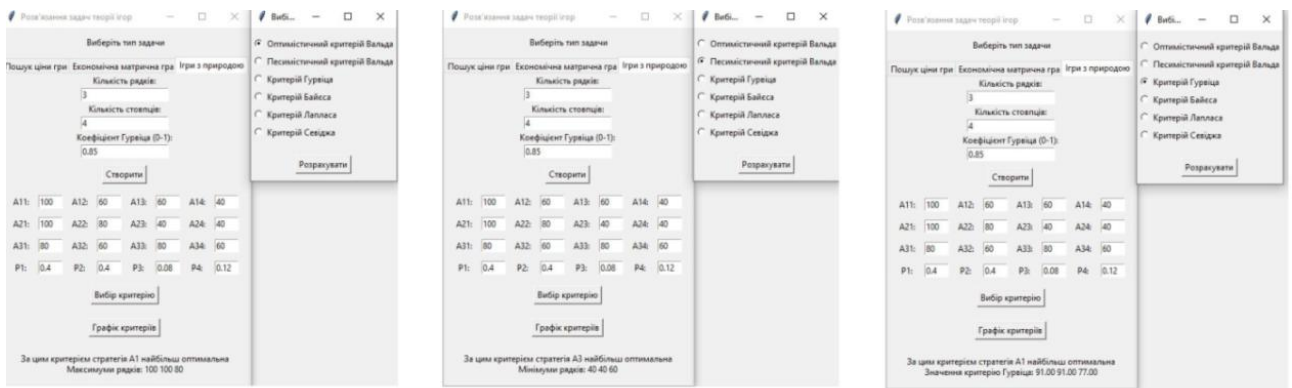 Розв'язання задач теорії ігор
Виберіть тип задачи
Пошук ціни гри Економічна матрична гра Ігри з природою
Кількість рядків:
3
Кількість стовпців:
4
Коефіцієнт Гурвіца (0-1):
0.85
Створити
A11: 100 A12: 60 A13: 60 A14: 40
A21: 100 A22: 80 A23: 40 A24: 40
A31: 80 A32: 60 A33: 80 A34: 60
P1: 0.4 P2: 0.4 P3: 0.08 P4: 0.12
Вибір критерію
Графік критеріїв
За цим критерієм стратегія A1 найбільш оптимальна
Максимуми рядків: 100 100 80
Вибі...
Оптимістичний критерій Вальда
Песимістичний критерій Вальда
Критерій Гурвіца
Критерій Байєса
Критерій Лапласа
Критерій Севіджа
Розрахувати
Розв'язання задач теорії ігор
Виберіть тип задачи
Пошук ціни гри Економічна матрична гра Ігри з природою
Кількість рядків:
3
Кількість стовпців:
4
Коефіцієнт Гурвіца (0-1):
0.85
Створити
A11: 100 A12: 60 A13: 60 A14: 40
A21: 100 A22: 80 A23: 40 A24: 40
A31: 80 A32: 60 A33: 80 A34: 60
P1: 0.4 P2: 0.4 P3: 0.08 P4: 0.12
Вибір критерію
Графік критеріїв
За цим критерієм стратегія A3 найбільш оптимальна
Мінімуми рядків: 40 40 60
Вибі...
Оптимістичний критерій Вальда
Песимістичний критерій Вальда
Критерій Гурвіца
Критерій Байєса
Критерій Лапласа
Критерій Севіджа
Розрахувати
Розв'язання задач теорії ігор
Виберіть тип задачи
Пошук ціни гри Економічна матрична гра Ігри з природою
Кількість рядків:
3
Кількість стовпців:
4
Коефіцієнт Гурвіца (0-1):
0.85
Створити
A11: 100 A12: 60 A13: 60 A14: 40
A21: 100 A22: 80 A23: 40 A24: 40
A31: 80 A32: 60 A33: 80 A34: 60
P1: 0.4 P2: 0.4 P3: 0.08 P4: 0.12
Вибір критерію
Графік критеріїв
За цим критерієм стратегія A1 найбільш оптимальна
Значення критерію Гурвіца: 91.00 91.00 77.00
Вибі...
Оптимістичний критерій Вальда
Песимістичний критерій Вальда
Критерій Гурвіца
Критерій Байєса
Критерій Лапласа
Критерій Севіджа
Розрахувати